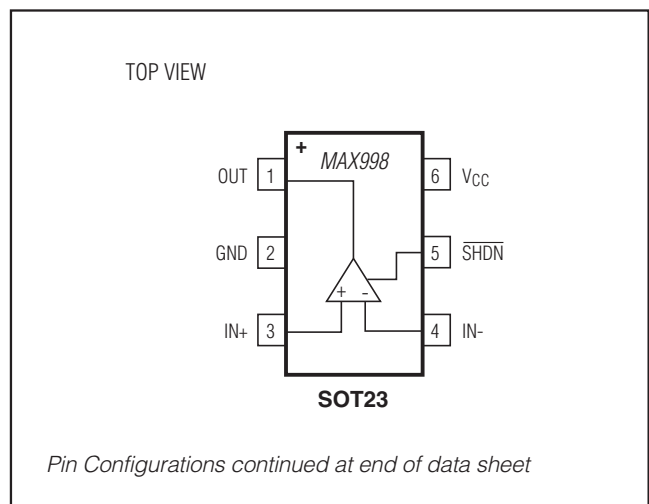 TOP VIEW
+ MAX998
OUT 1
6 VCC
GND 2
5 SHDN
+ -
IN+ 3
4 IN-
SOT23
Pin Configurations continued at end of data sheet